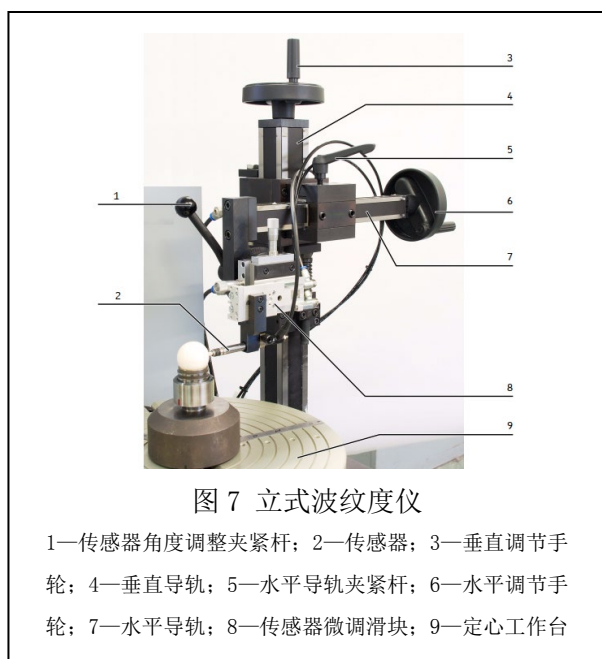 3
4
5
1
6
7
2
8
9
图 7 立式波纹度仪
1—传感器角度调整夹紧杆；2—传感器；3—垂直调节手
轮；4—垂直导轨；5—水平导轨夹紧杆；6—水平调节手
轮；7—水平导轨；8—传感器微调滑块；9—定心工作台